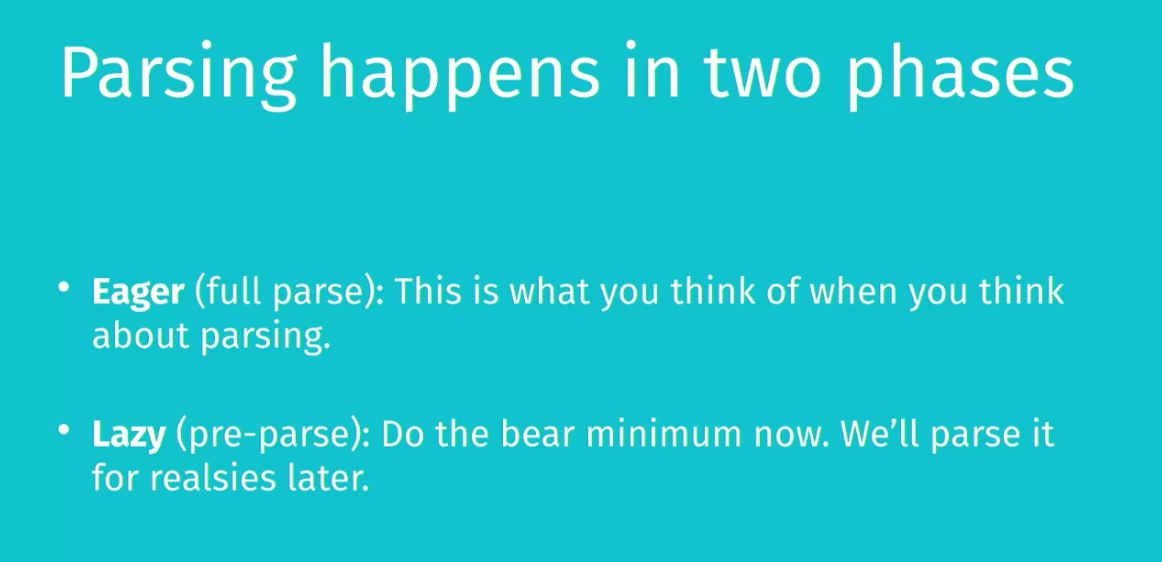 Parsing happens in two phases
• Eager (full parse): This is what you think of when you think
about parsing.
• Lazy (pre-parse): Do the bear minimum now. We’ll parse it
for realsies later.